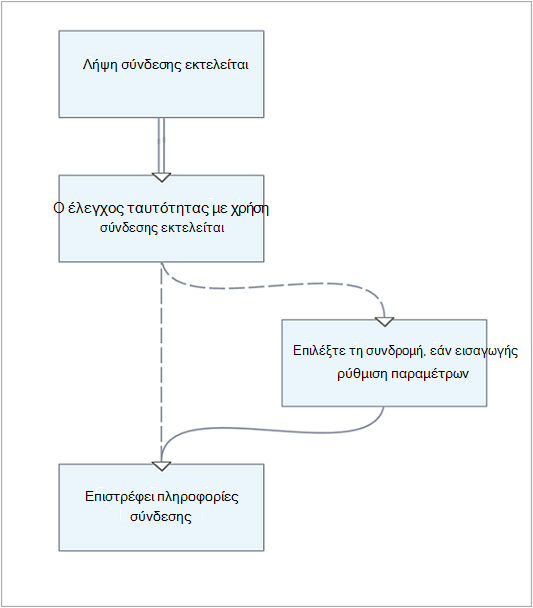 Λήψη σύνδεσης εκτελείται
Ο έλεγχος ταυτότητας με χρήση
σύνδεσης εκτελείται
Επιλέξτε τη συνδρομή, εάν εισαγωγής
ρύθμιση παραμέτρων
Επιστρέφει πληροφορίες
σύνδεσης